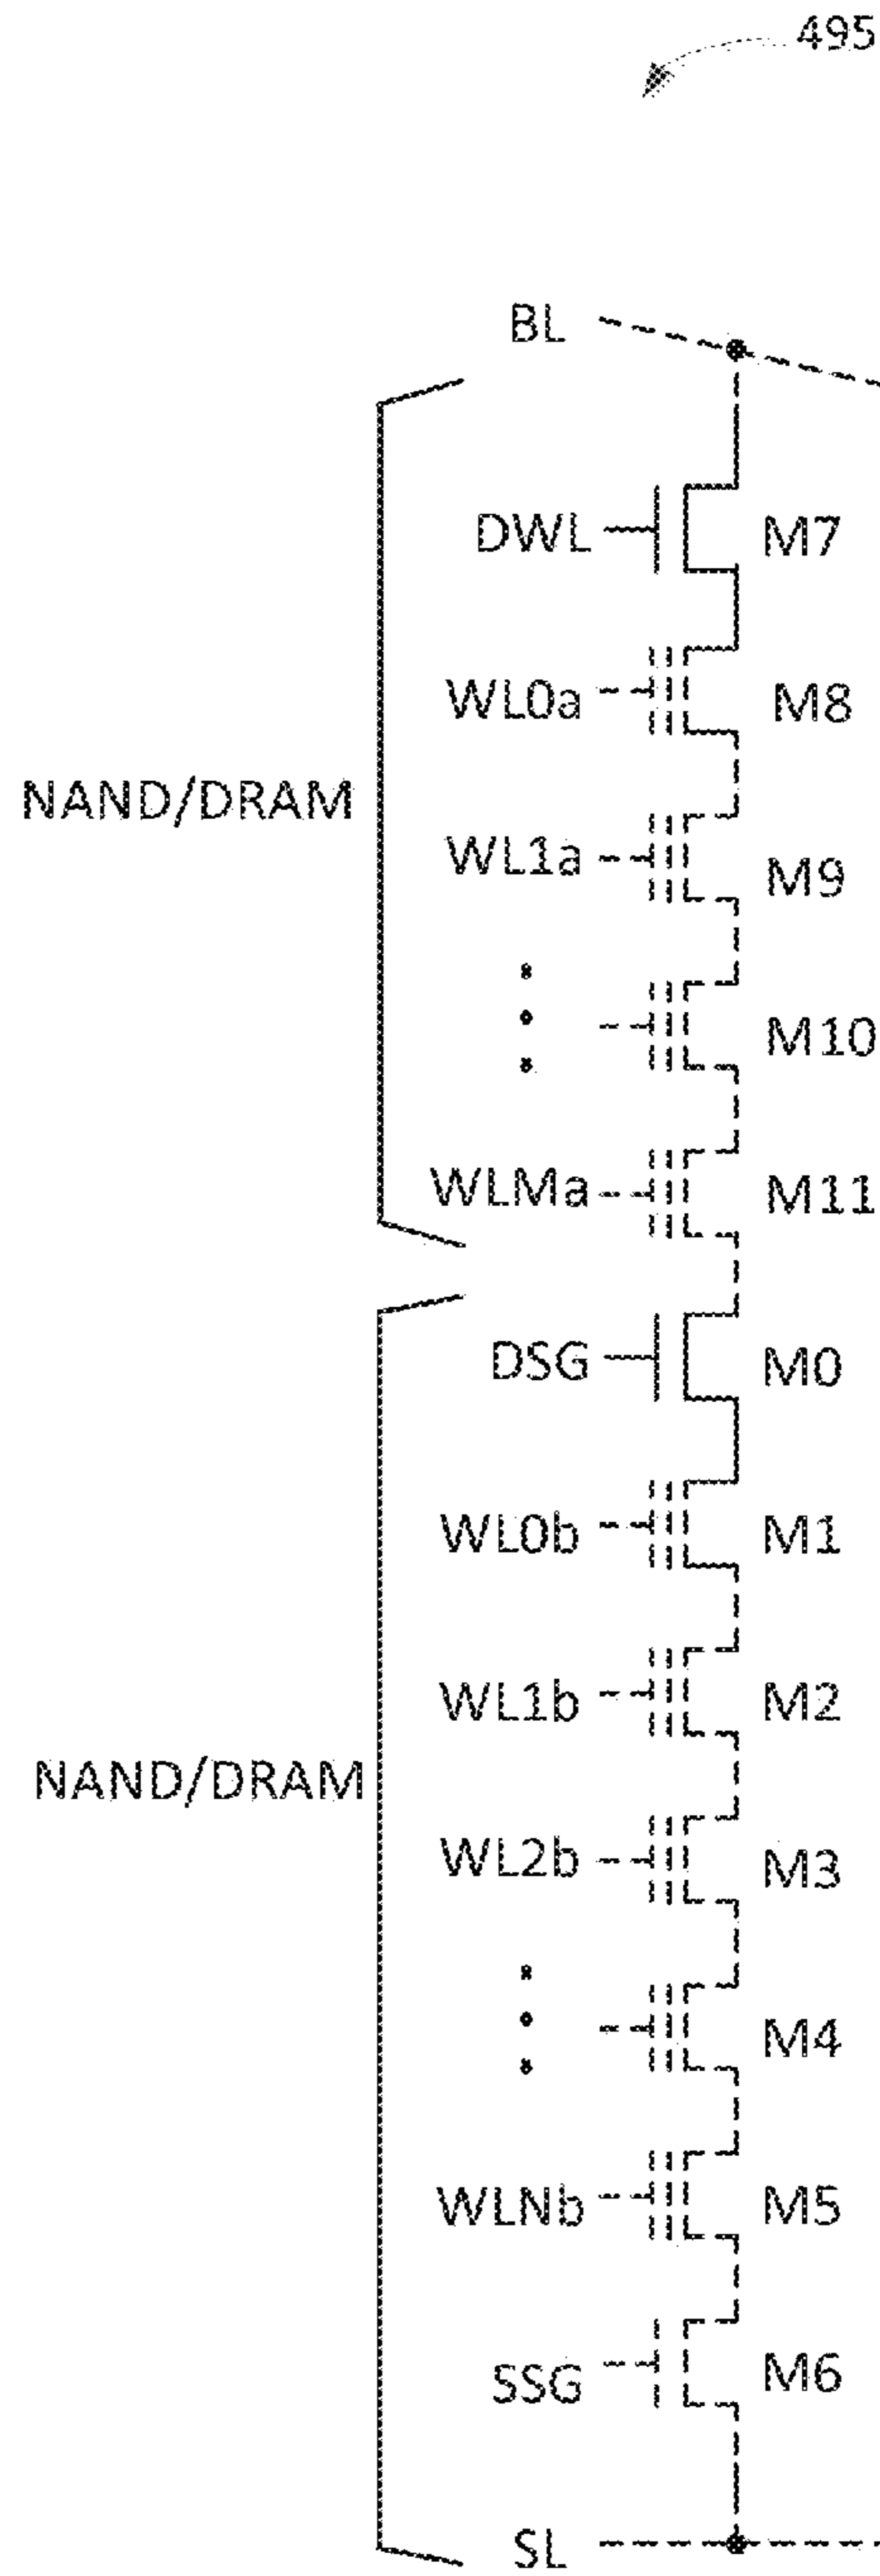 495
BL
DWL M7
WL0a M8
NAND/DRAM
WL1a M9
M10
WLMa M11
DSG M0
WL0b M1
WL1b M2
NAND/DRAM
WL2b M3
M4
WLNb M5
SSG M6
SL